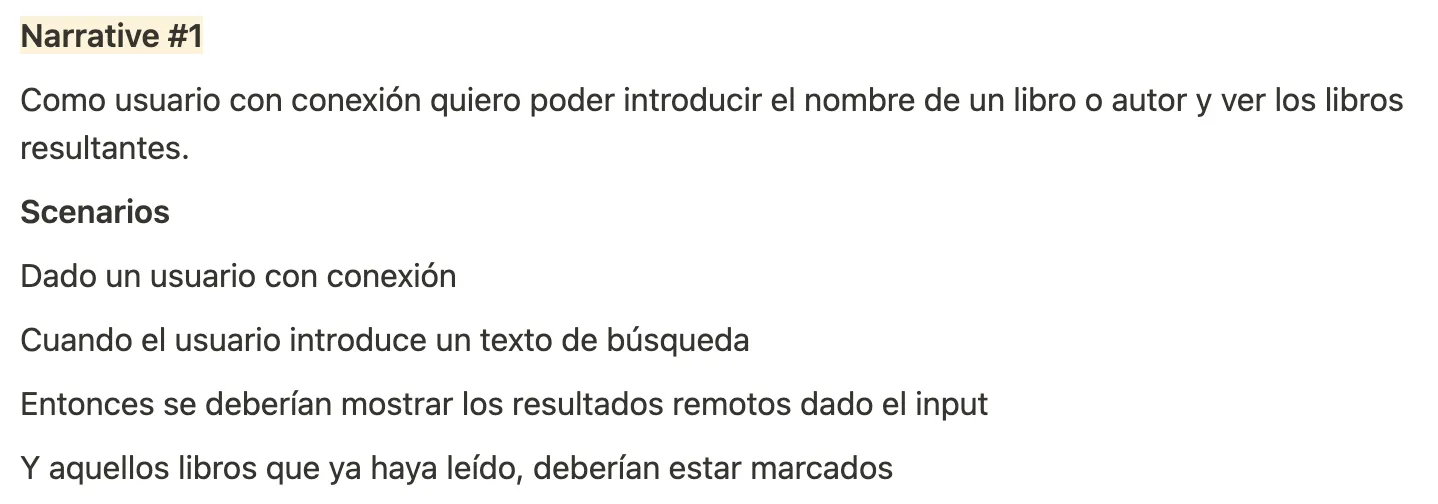 Narrative #1
Como usuario con conexión quiero poder introducir el nombre de un libro o autor y ver los libros
resultantes.
Scenarios
Dado un usuario con conexión
Cuando el usuario introduce un texto de búsqueda
Entonces se deberían mostrar los resultados remotos dado el input
Y aquellos libros que ya haya leído, deberían estar marcados